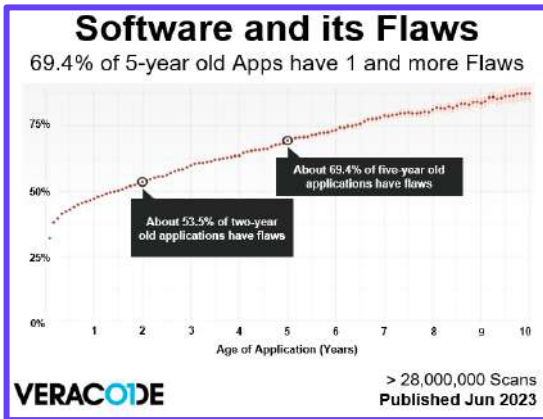 Software and its Flaws
69.4% of 5-year old Apps have 1 and more Flaws
75%
50%
25%
0%
About 69.4% of five-year old
applications have flaws
About 53.5% of two-year
old applications have flaws
1 2 3 4 5 6 7 8 9 10
Age of Application (Years)
VERACODE
> 28,000,000 Scans
Published Jun 2023